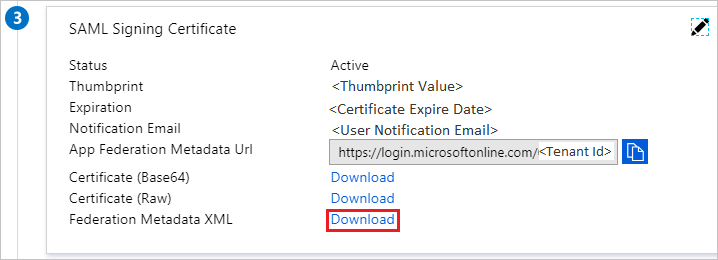 3
SAML Signing Certificate
Status Active
Thumbprint <Thumbprint Value>
Expiration <Certificate Expire Date>
Notification Email <User Notification Email>
App Federation Metadata Url https://login.microsoftonline.com/<Tenant Id>
Certificate (Base64) Download
Certificate (Raw) Download
Federation Metadata XML Download